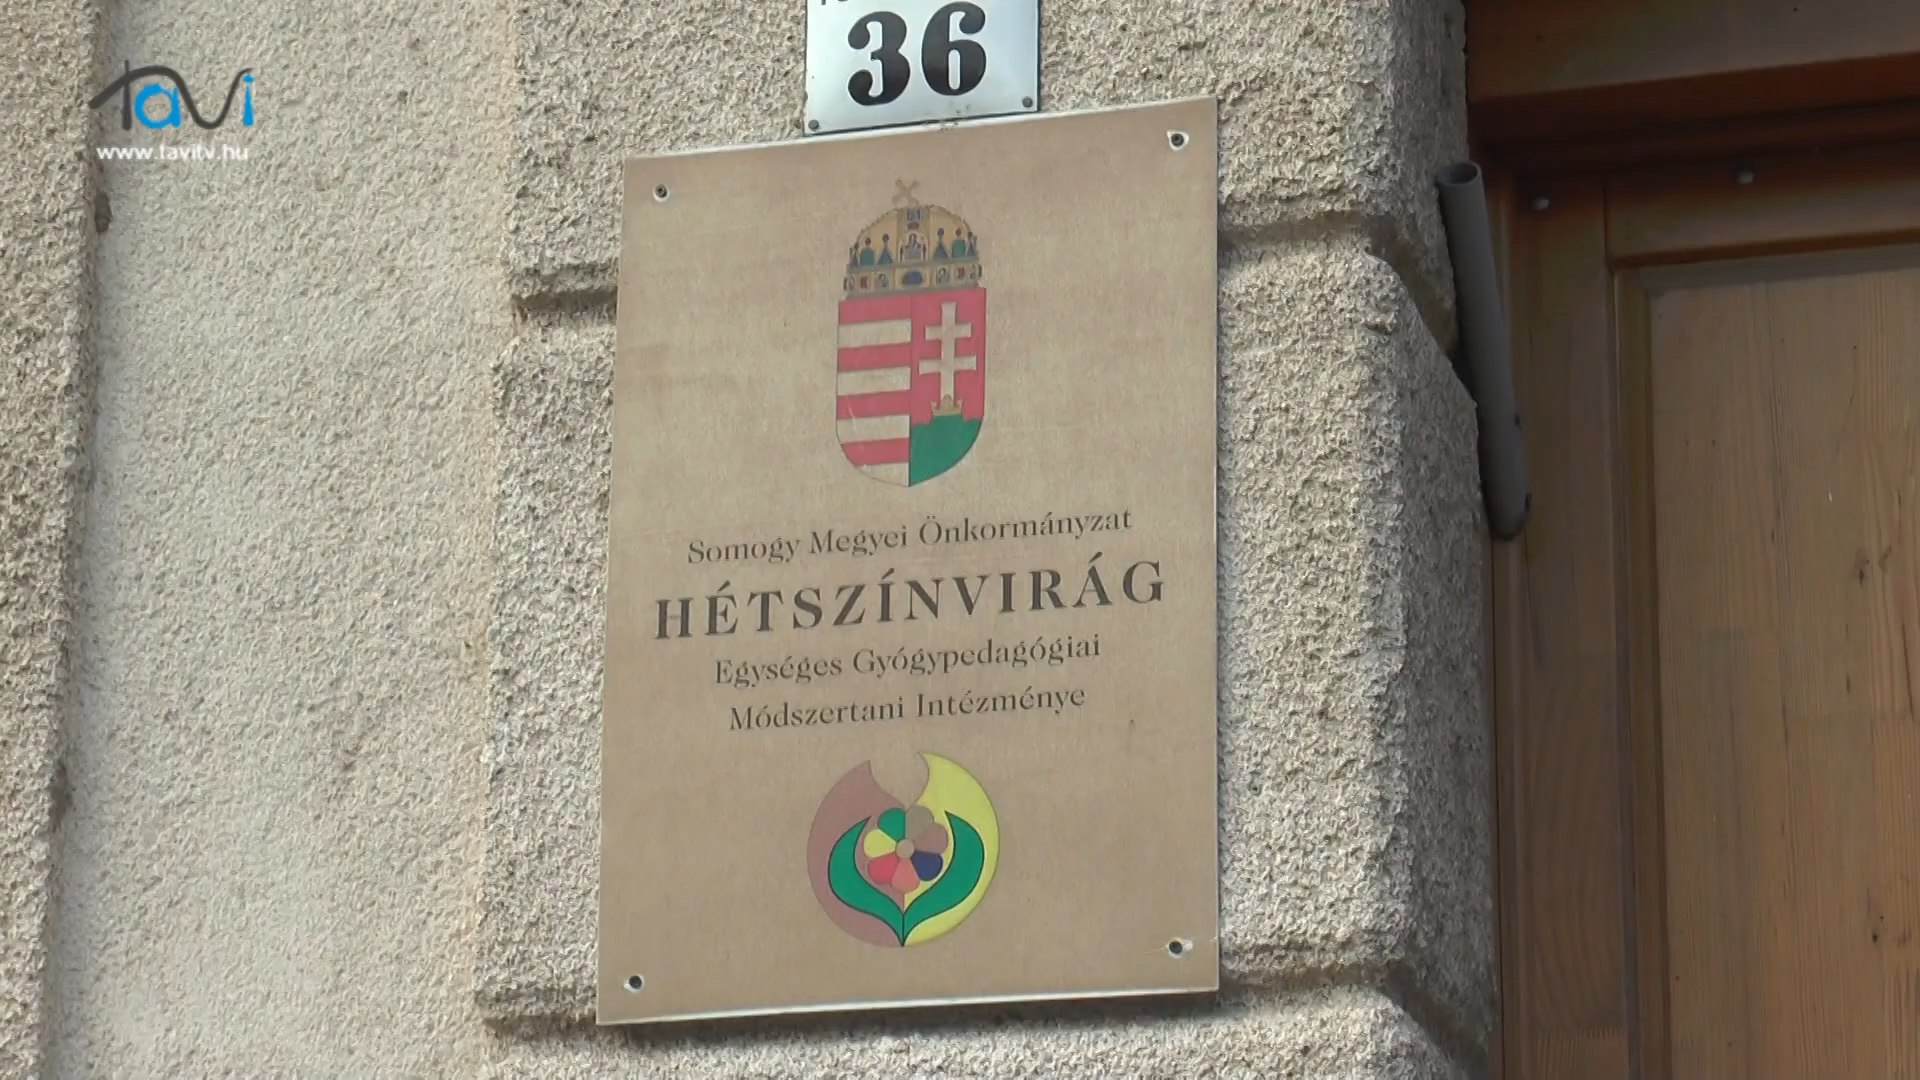 TaVi
www.tavitv.hu
36
Somogy Megyei Önkormányzat
HÉTSZÍNVIRÁG
Egységes Gyógypedagógiai
Módszertani Intézménye